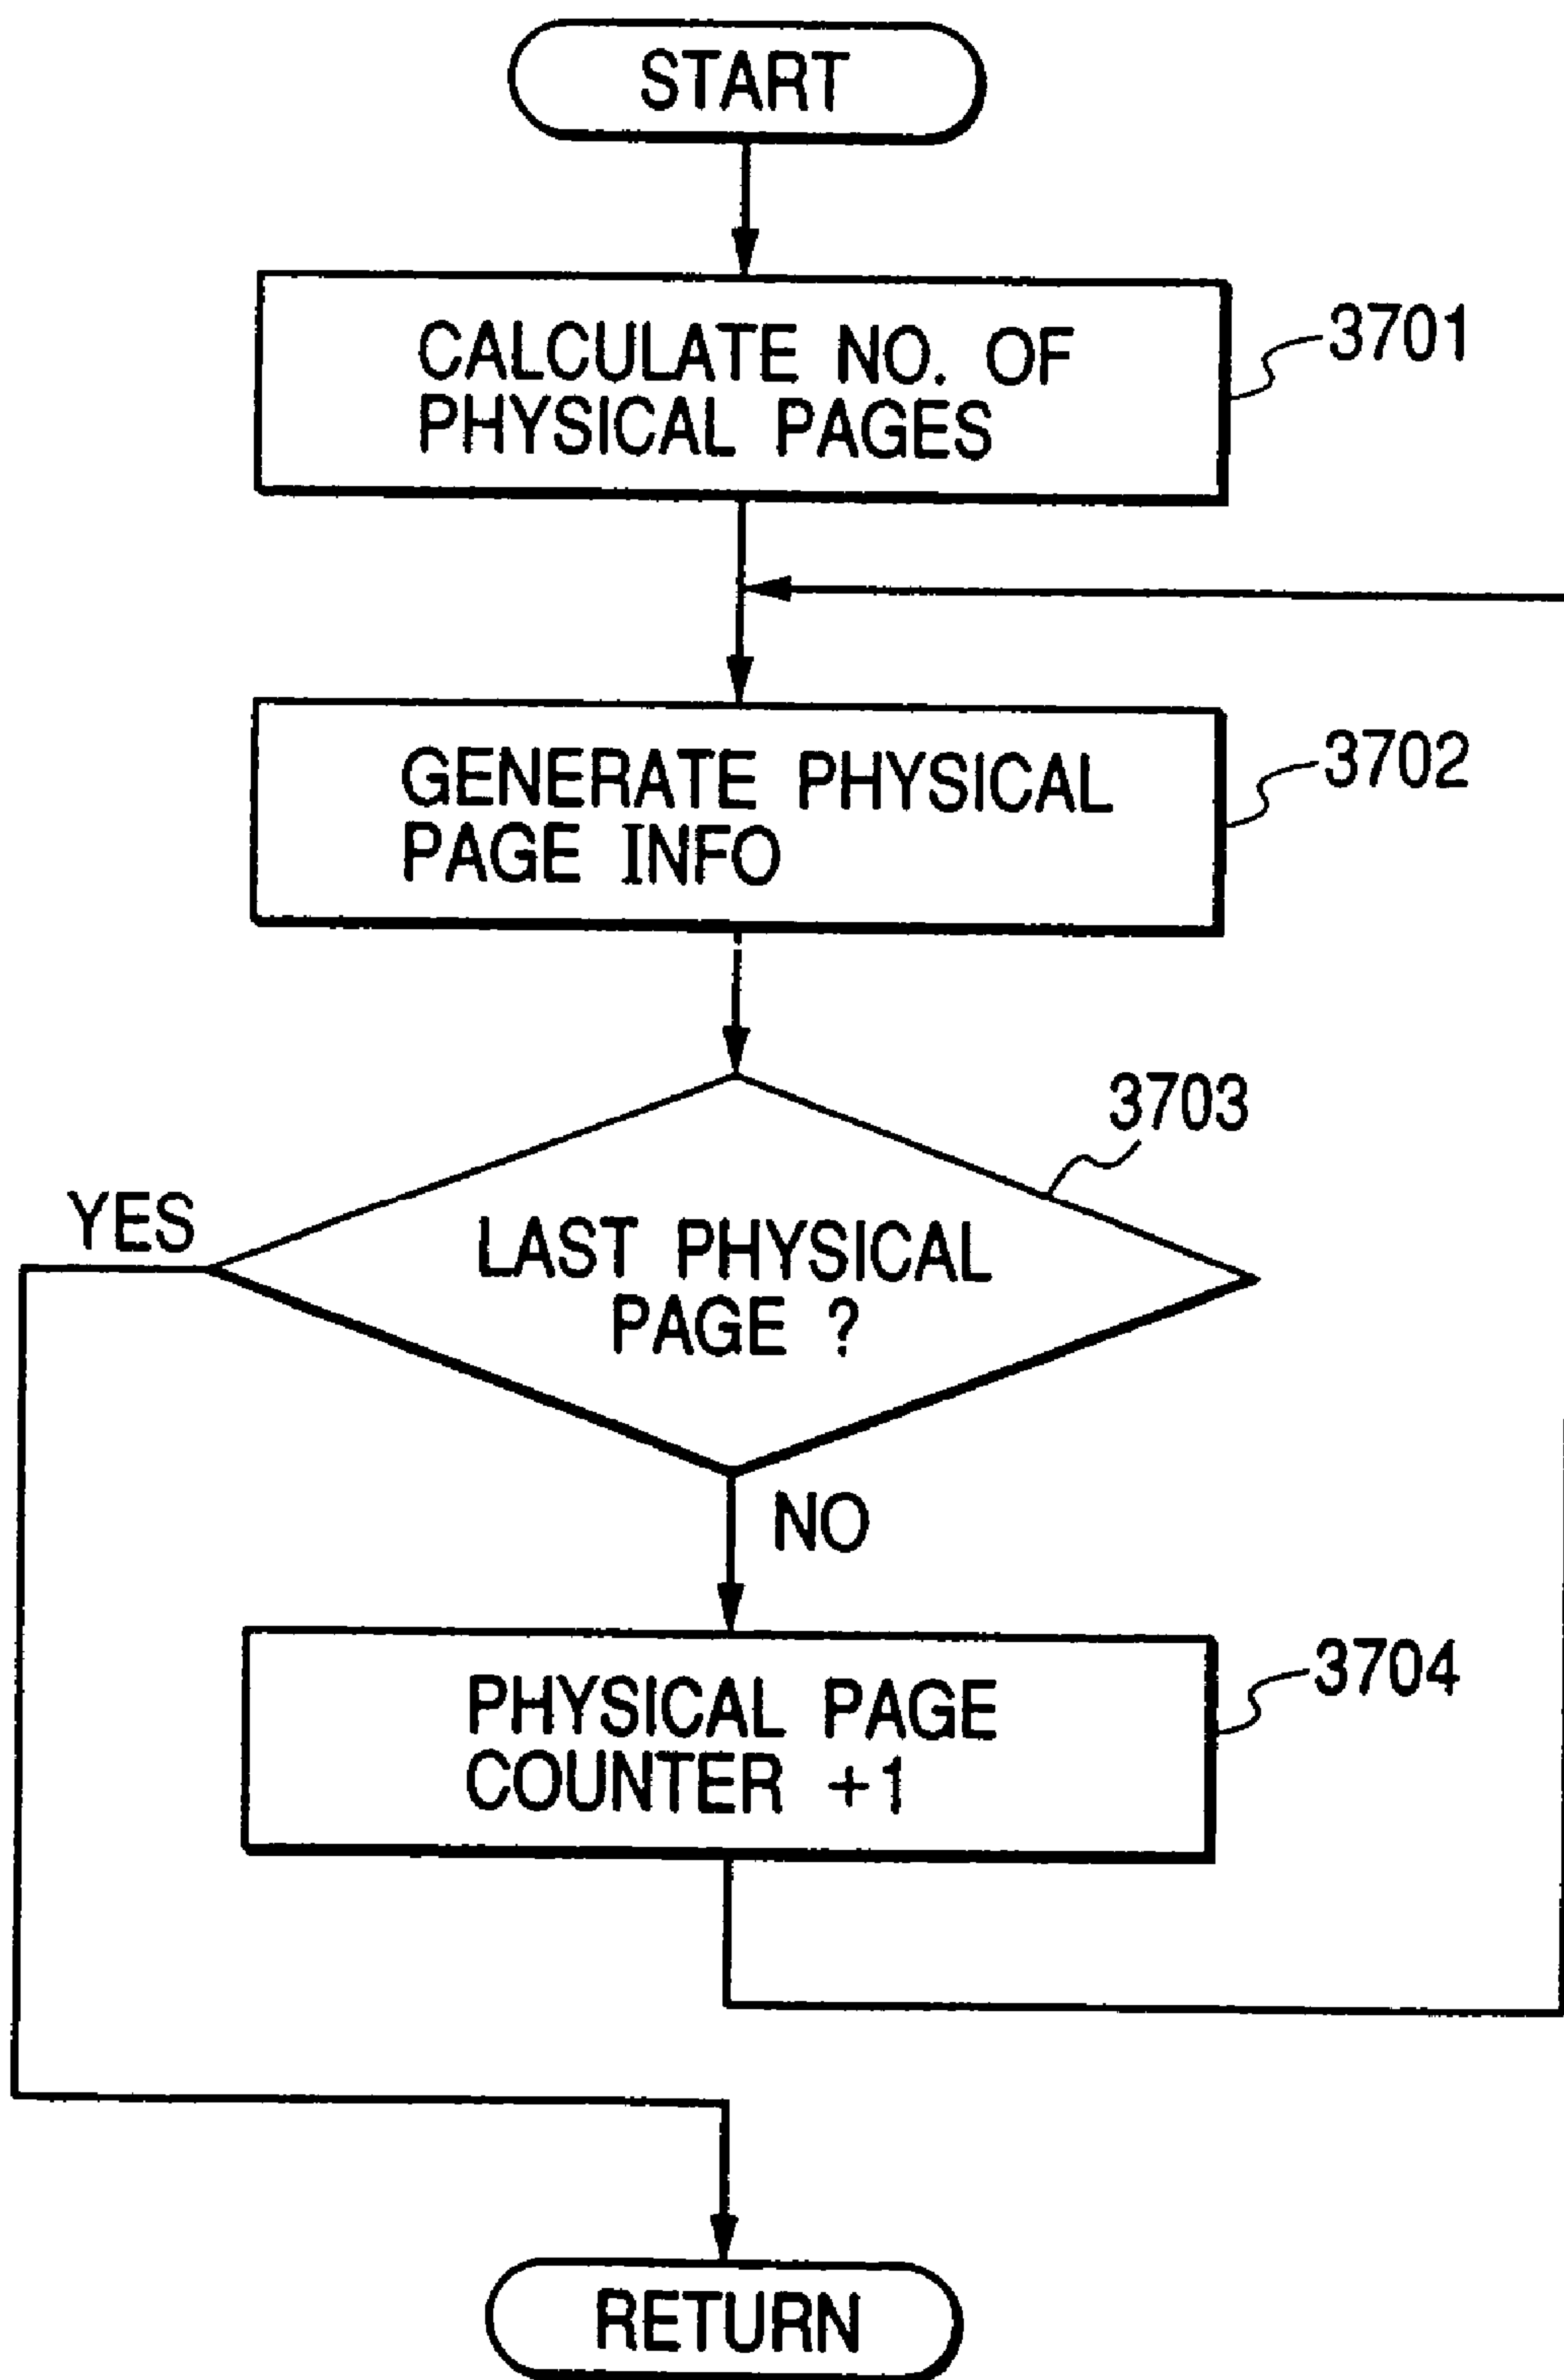 START
CALCULATE NO. OF
PHYSICAL PAGES
3701
GENERATE PHYSICAL
PAGE INFO
3702
3703
YES
LAST PHYSICAL
PAGE ?
NO
PHYSICAL PAGE
COUNTER +1
3704
RETURN